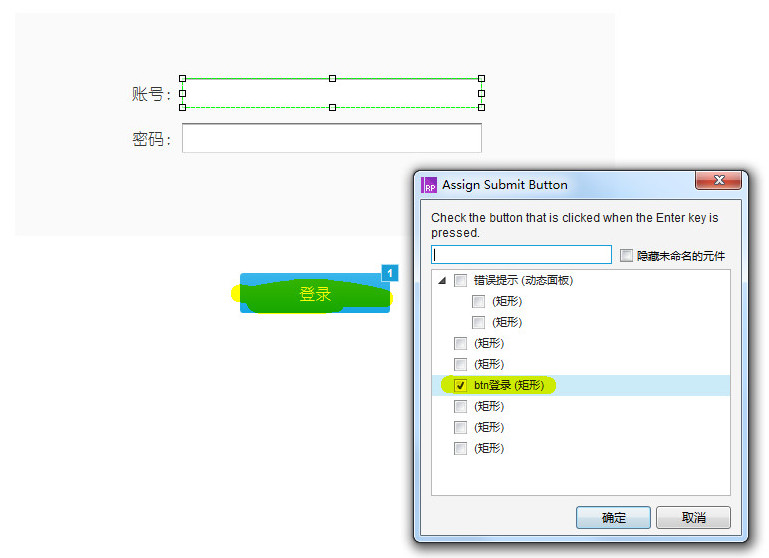 账号：
密码：
1
登录
RP Assign Submit Button
Check the button that is clicked when the Enter key is
pressed.
隐藏未命名的元件
错误提示 (动态面板)
(矩形)
(矩形)
(矩形)
(矩形)
btn登录 (矩形)
(矩形)
(矩形)
(矩形)
确定
取消